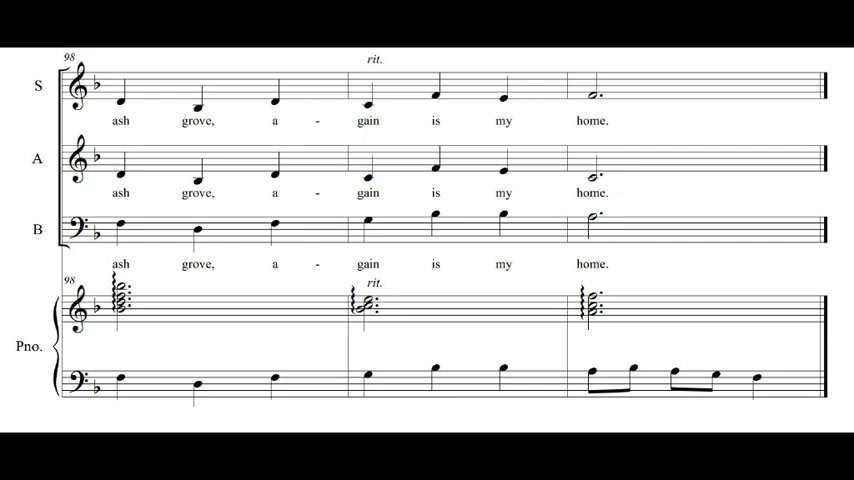 98
rit.
S
ash grove, a - gain is my home.
A
ash grove, a - gain is my home.
B
ash grove, a - gain is my home.
98
rit.
Pno.